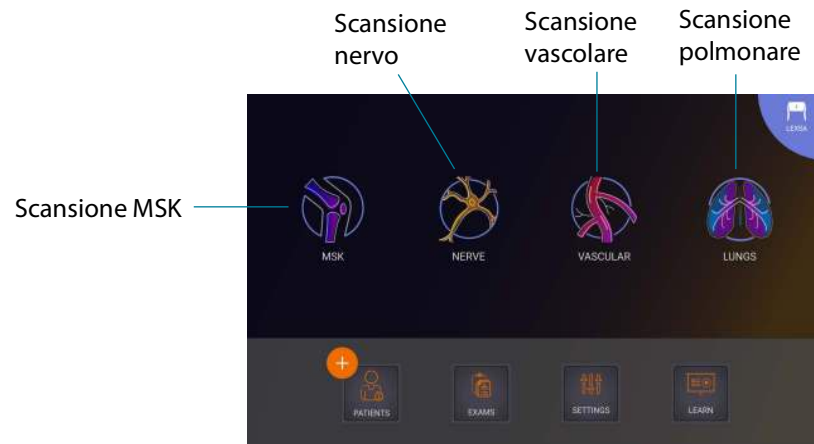 Scansione
nervo
Scansione
vascolare
Scansione
polmonare
LEXSA
Scansione MSK
MSK
NERVE
VASCULAR
LUNGS
PATIENTS
EXAMS
SETTINGS
LEARN